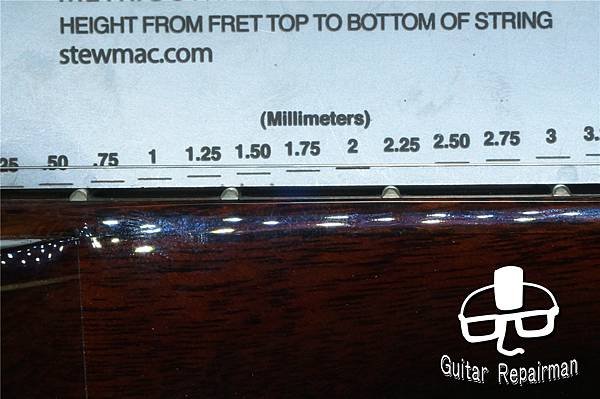 HEIGHT FROM FRET TOP TO BOTTOM OF STRING
stewmac.com
(Millimeters)
.50 .75 1 1.25 1.50 1.75 2 2.25 2.50 2.75 3
Guitar Repairman